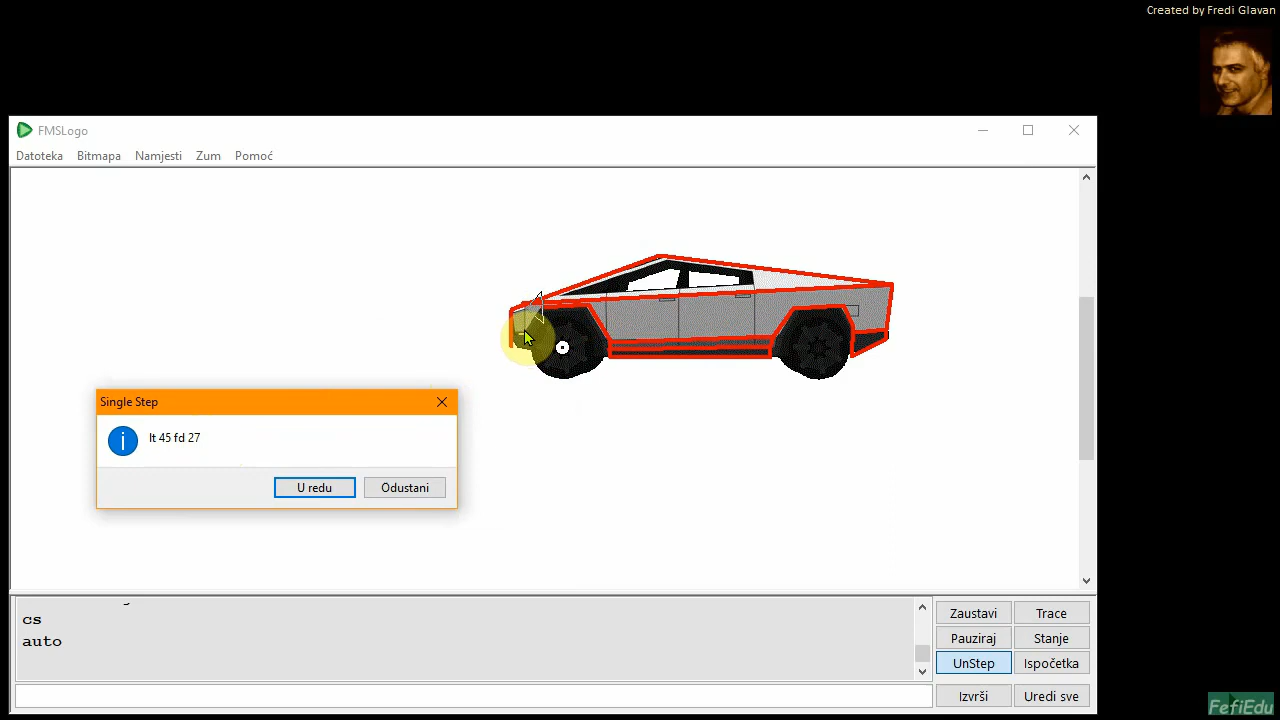 Created by Fredi Glavan
FMSLogo
Datoteka Bitmapa Namjesti Zum Pomoć
Single Step
lt 45 fd 27
U redu Odustani
cs
auto
Zaustavi Trace
Pauziraj Stanje
UnStep Ispočetka
Izvrši Uredi sve
FefiEdu